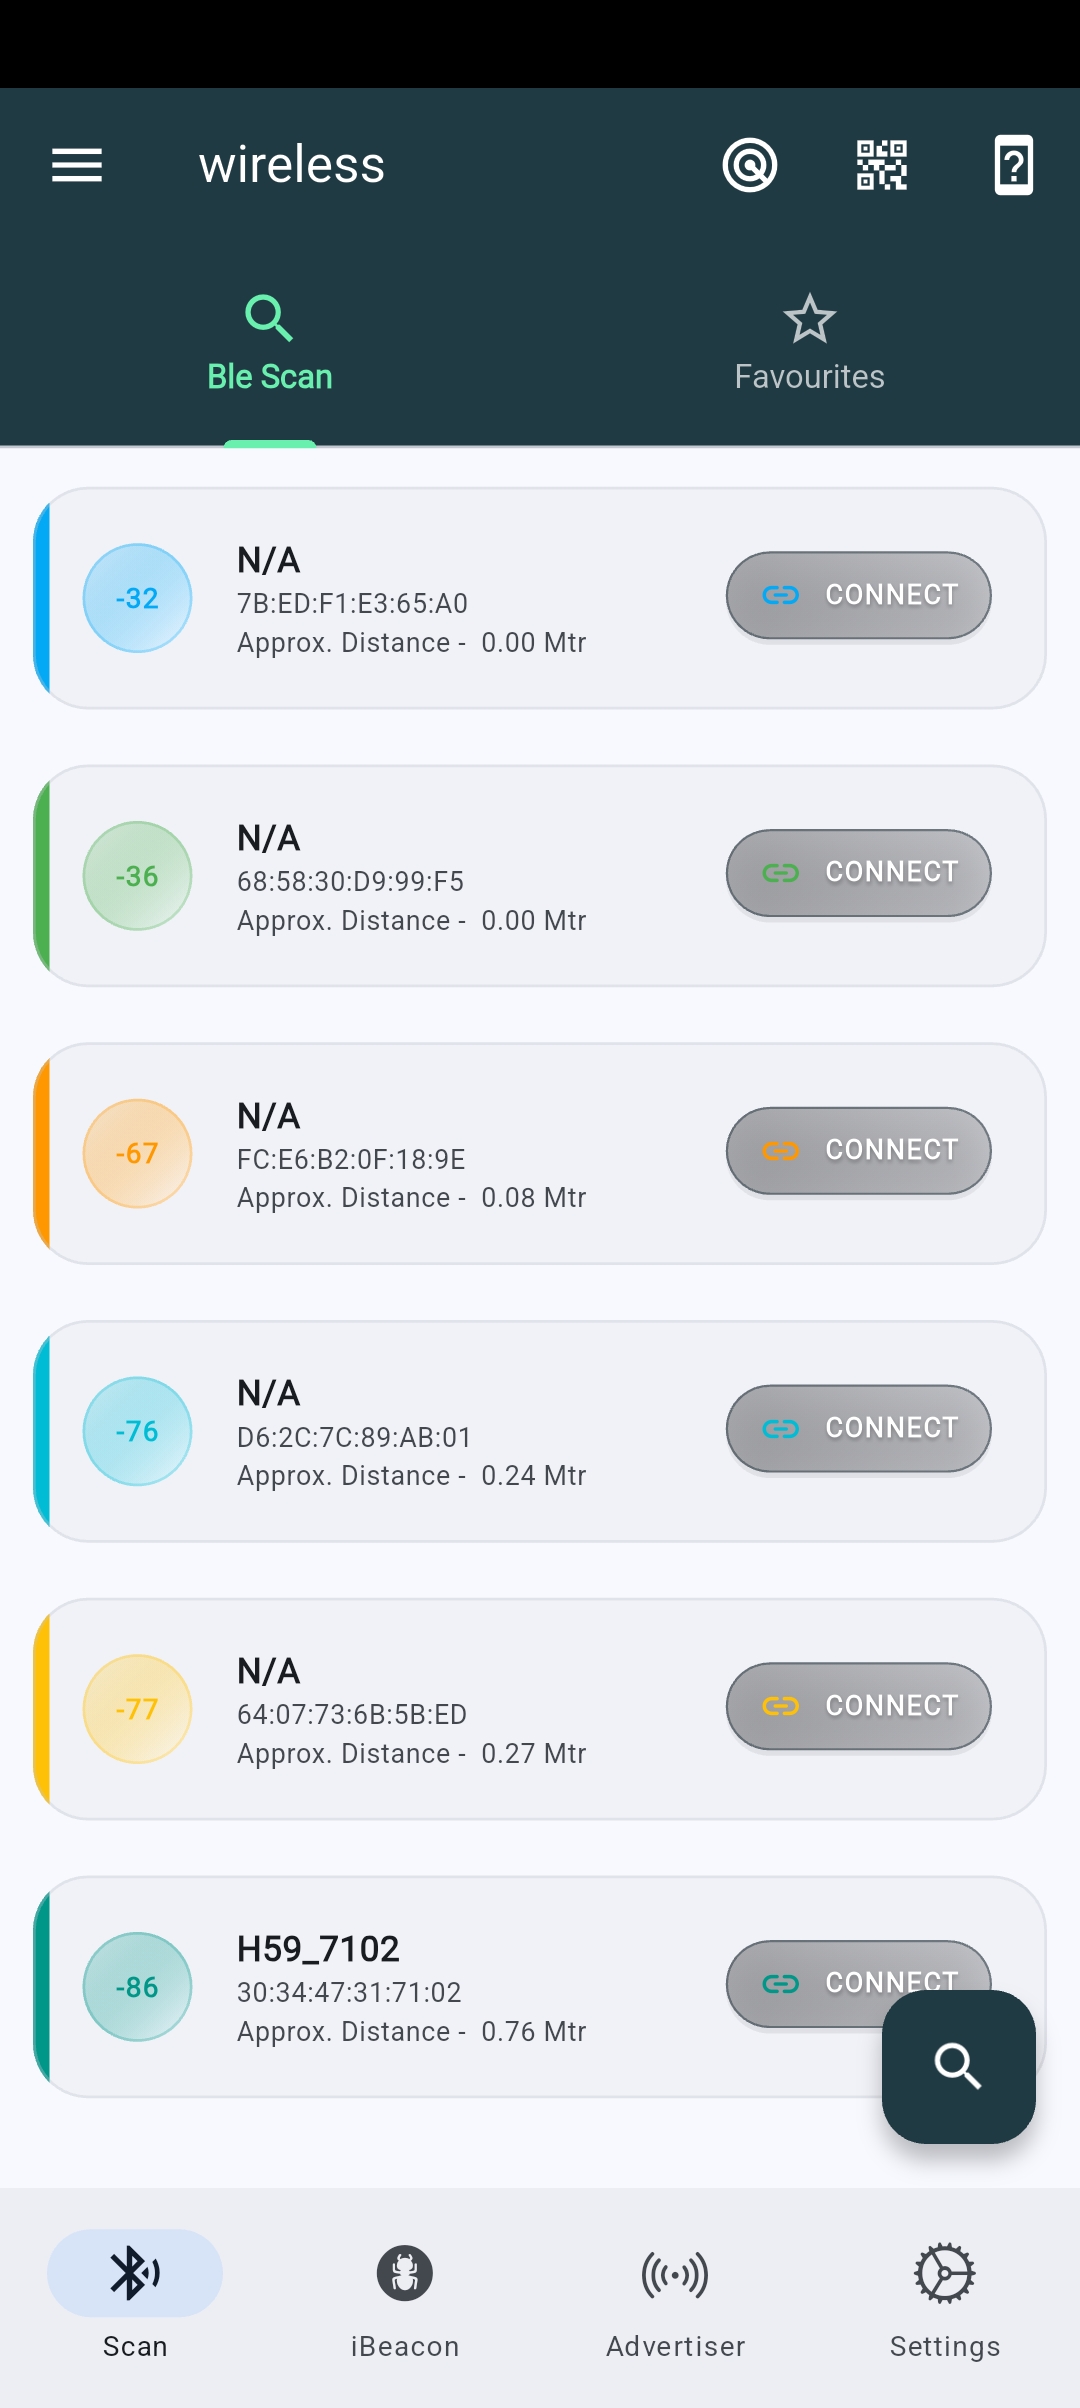 wireless
Ble Scan
Favourites
-32
N/A
7B:ED:F1:E3:65:A0
Approx. Distance -  0.00 Mtr
CONNECT
-36
N/A
68:58:30:D9:99:F5
Approx. Distance -  0.00 Mtr
CONNECT
-67
N/A
FC:E6:B2:0F:18:9E
Approx. Distance -  0.08 Mtr
CONNECT
-76
N/A
D6:2C:7C:89:AB:01
Approx. Distance -  0.24 Mtr
CONNECT
-77
N/A
64:07:73:6B:5B:ED
Approx. Distance -  0.27 Mtr
CONNECT
-86
H59_7102
30:34:47:31:71:02
Approx. Distance -  0.76 Mtr
CONNECT
Scan
iBeacon
Advertiser
Settings